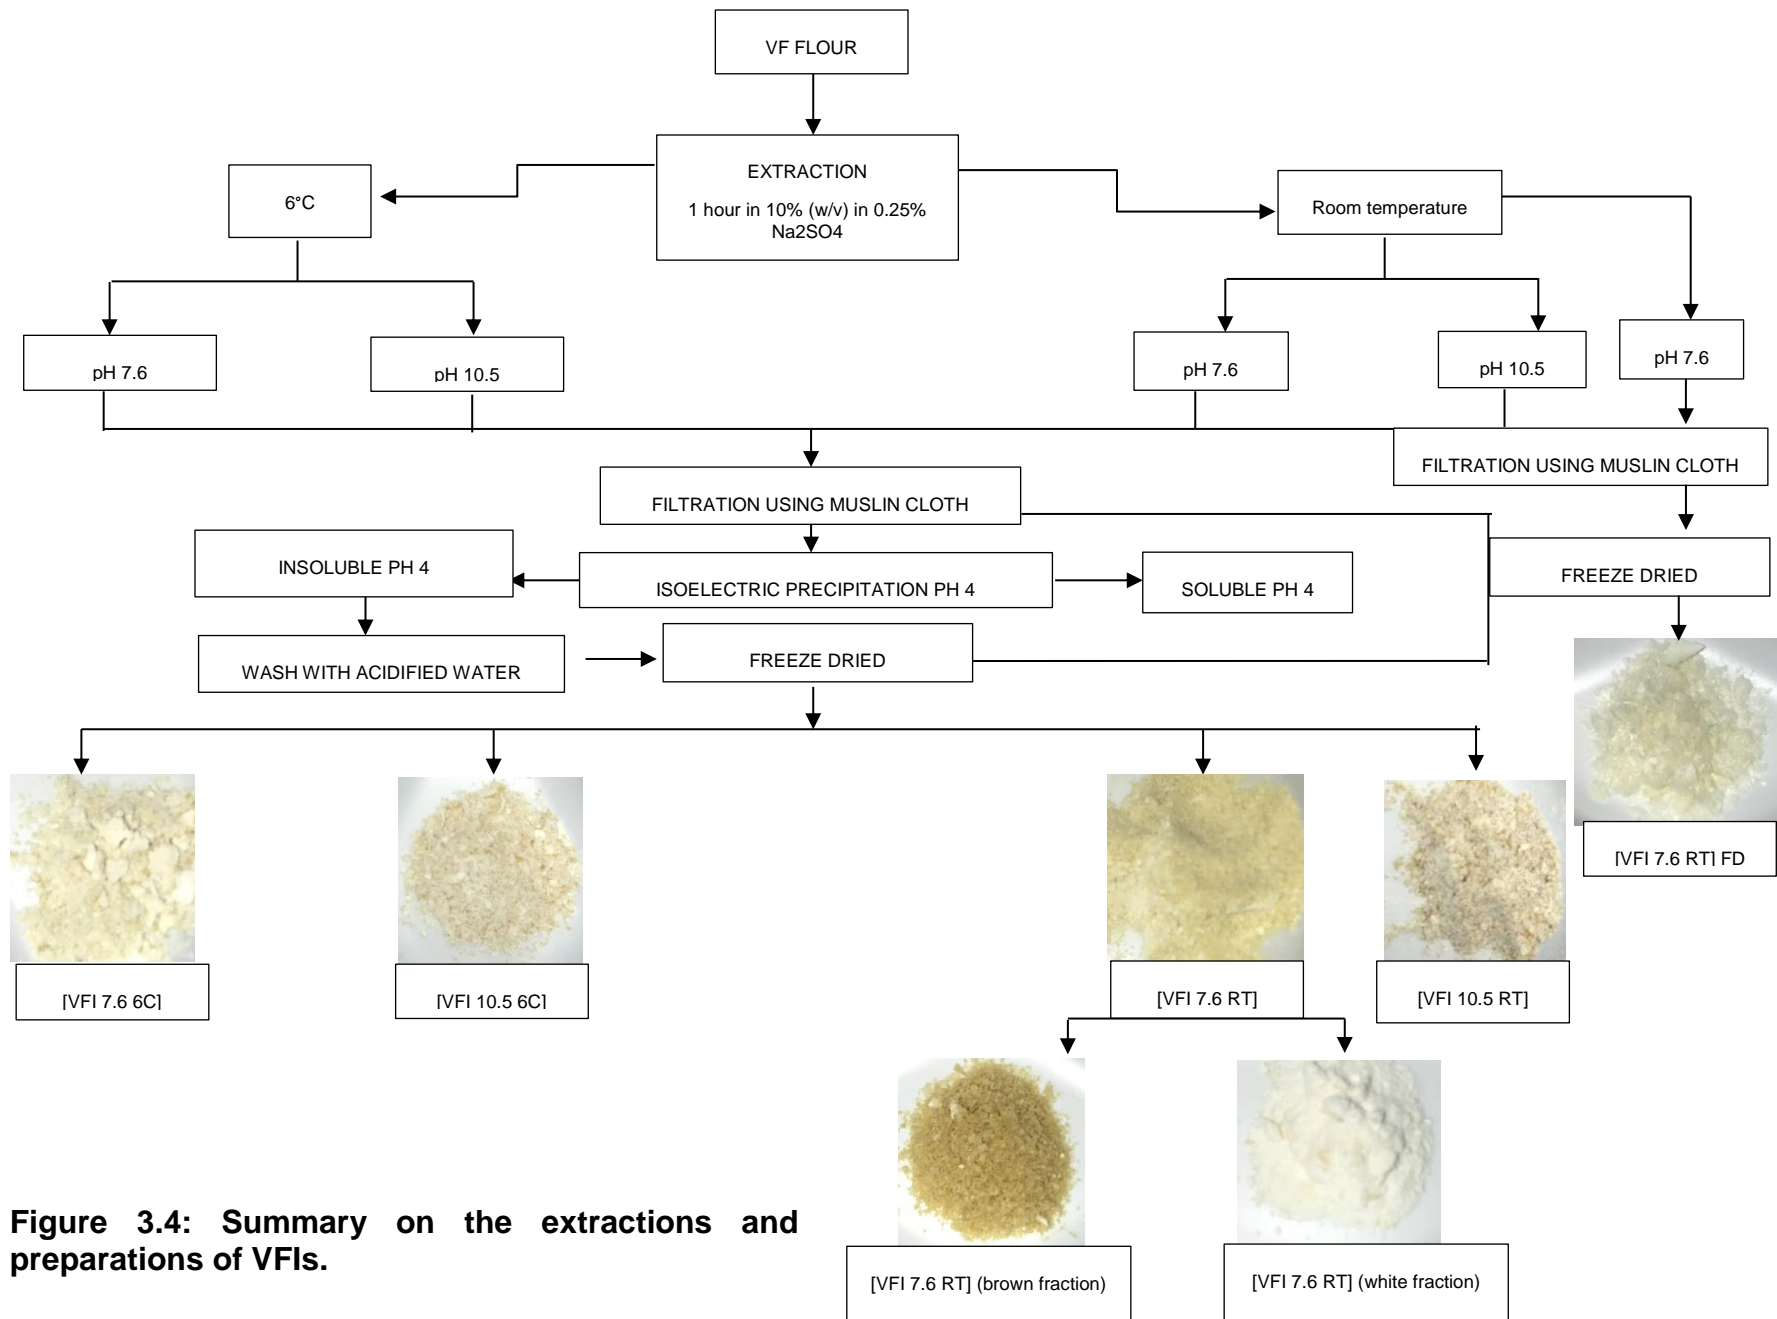 VF FLOUR
EXTRACTION
1 hour in 10% (w/v) in 0.25%
Na2SO4
6°C
Room temperature
pH 7.6
pH 10.5
pH 7.6
pH 10.5
pH 7.6
FILTRATION USING MUSLIN CLOTH
FILTRATION USING MUSLIN CLOTH
INSOLUBLE PH 4
ISOELECTRIC PRECIPITATION PH 4
SOLUBLE PH 4
FREEZE DRIED
WASH WITH ACIDIFIED WATER
FREEZE DRIED
[VFI 7.6 RT] FD
[VFI 7.6 6C]
[VFI 10.5 6C]
[VFI 7.6 RT]
[VFI 10.5 RT]
[VFI 7.6 RT] (brown fraction)
[VFI 7.6 RT] (white fraction)
Figure 3.4: Summary on the extractions and
preparations of VFIs.